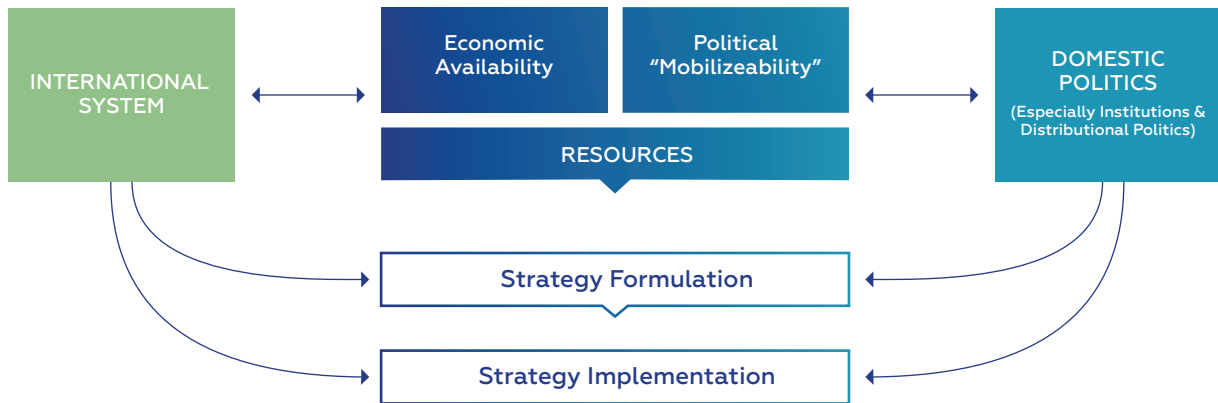 INTERNATIONAL
SYSTEM
Economic
Availability
Political
“Mobilizeability”
RESOURCES
DOMESTIC
POLITICS
(Especially Institutions &
Distributional Politics)
Strategy Formulation
Strategy Implementation